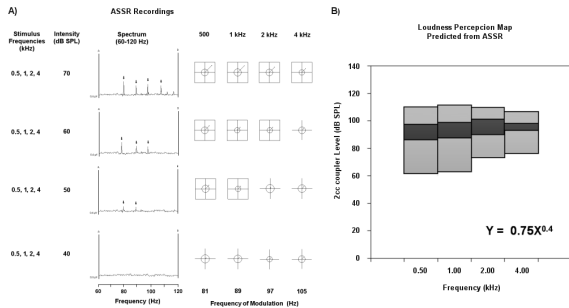 A)
ASSR Recordings
Stimulus Frequencies (kHz)
Intensity (dB SPL)
Spectrum (60-120 Hz)
500 1 kHz 2 kHz 4 kHz
0.5, 1, 2, 4 70
0.5, 1, 2, 4 60
0.5, 1, 2, 4 50
0.5, 1, 2, 4 40
60 80 100 120
Frequency (Hz)
81 89 97 105
Frequency of Modulation (Hz)
B)
Loudness Percepcion Map
Predicted from ASSR
2cc coupler Level (dB SPL)
140
120
100
80
60
40
20
0
Y = 0.75X^0.4
0.50 1.00 2.00 4.00
Frequency (kHz)